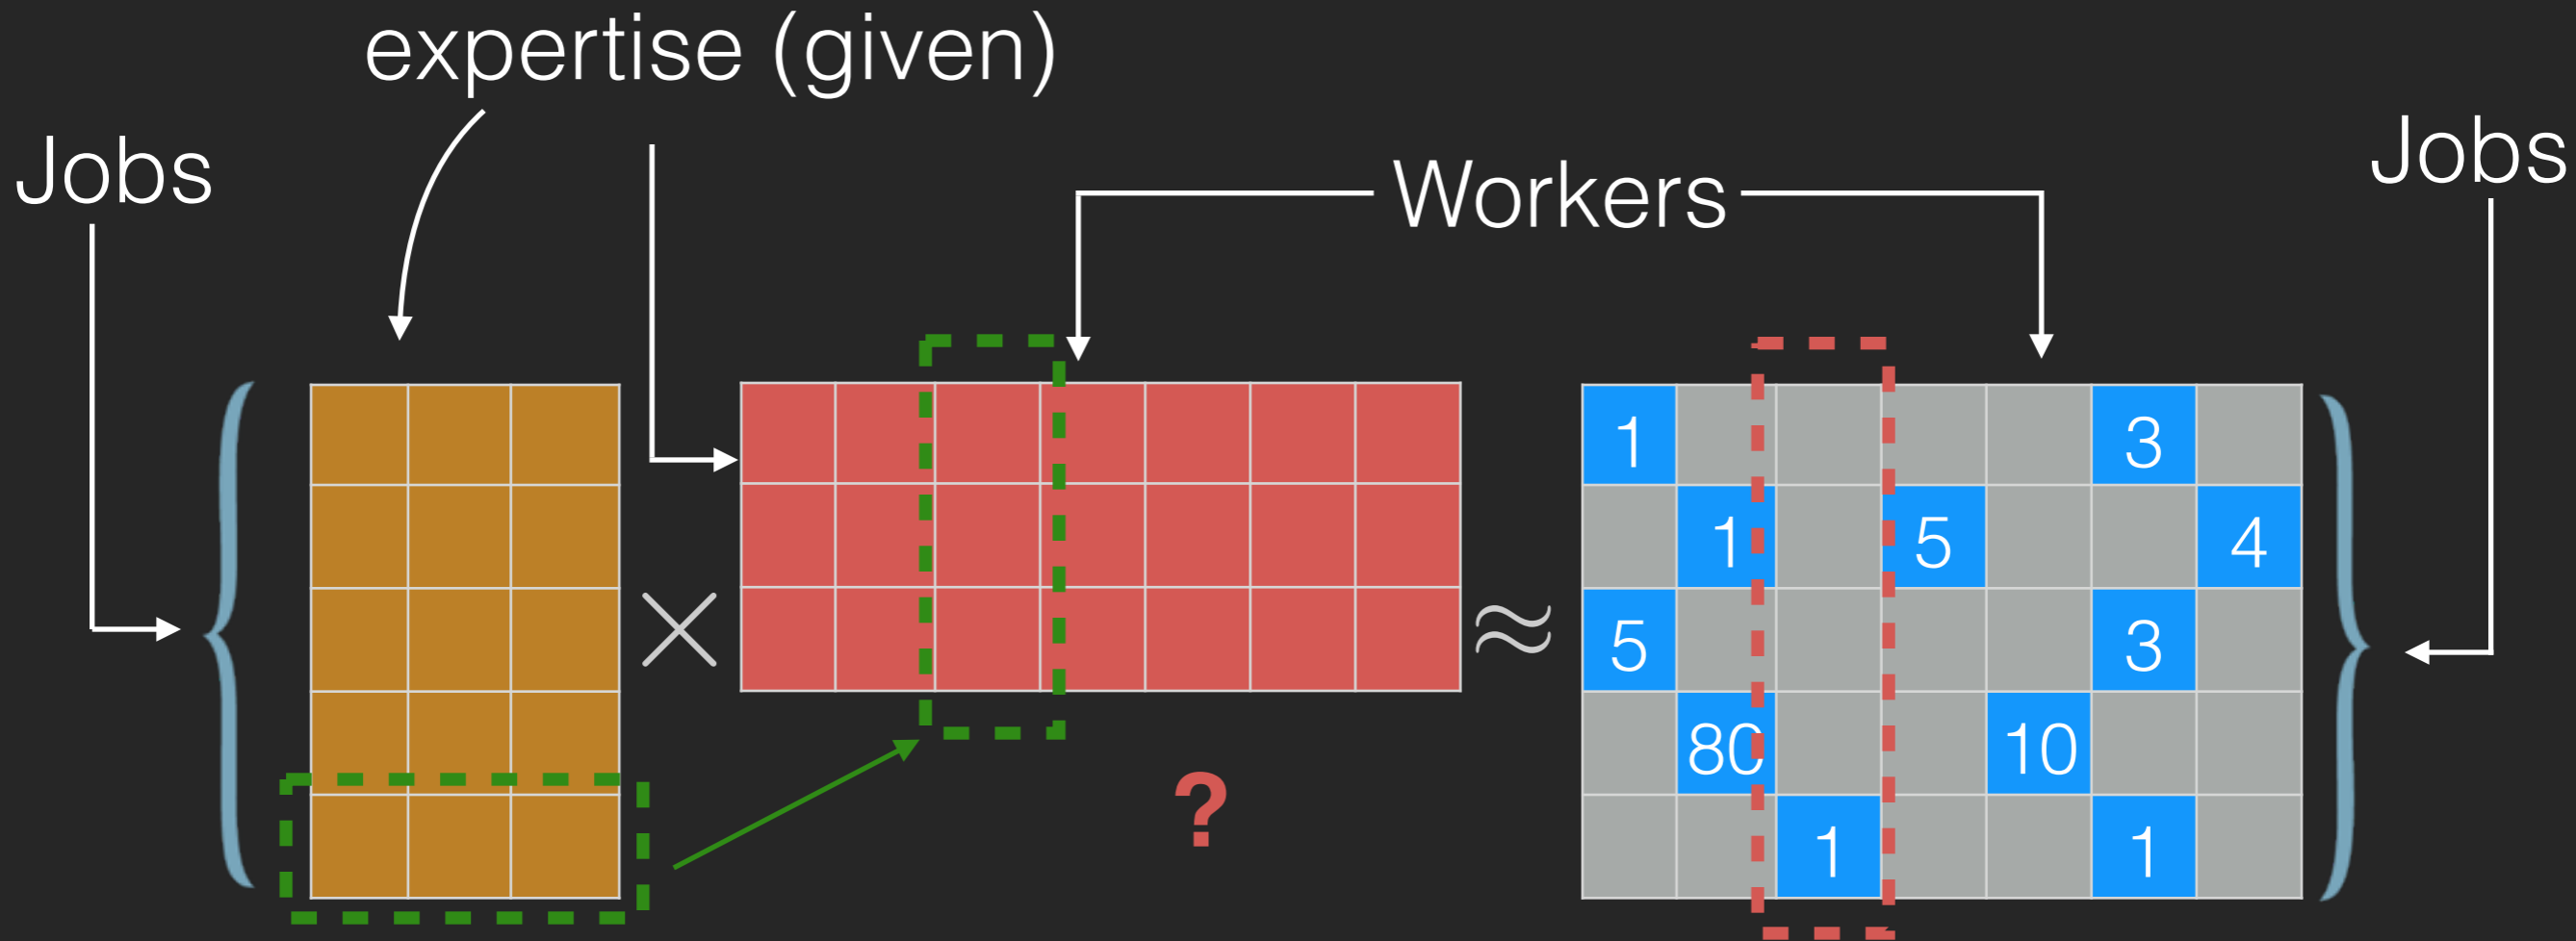 expertise (given)
Jobs
Workers
Jobs
1 3
1 5 4
× ≈
5 3
80 10
?
1 1